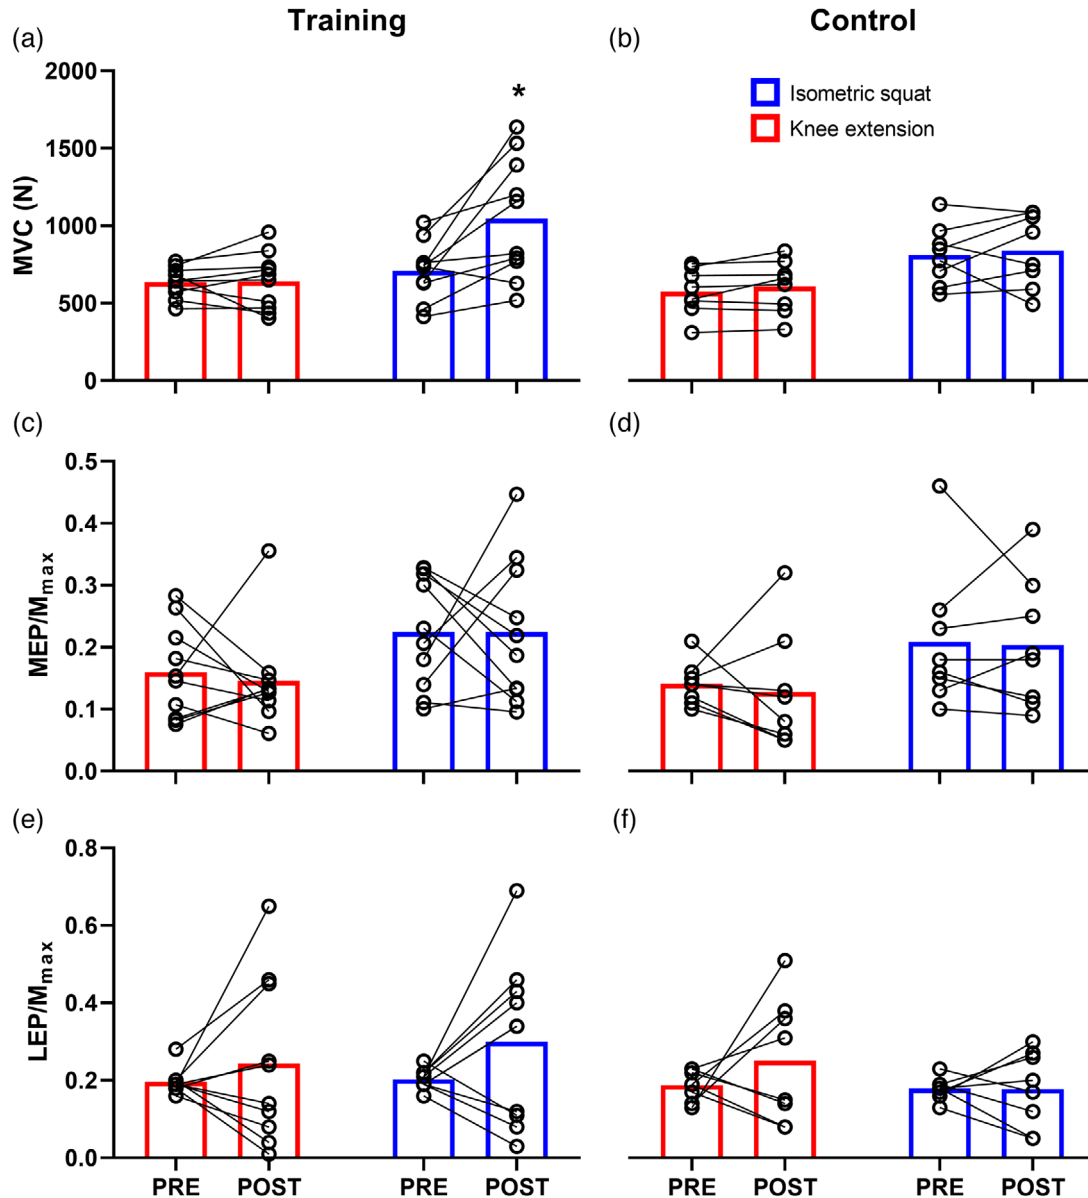 Training Control
(a) (b)
MVC (N)
2000
1500
1000
500
0
*
Isometric squat
Knee extension
(c) (d)
MEP/Mmax
0.5
0.4
0.3
0.2
0.1
0.0
(e) (f)
LEP/Mmax
0.8
0.6
0.4
0.2
0.0
PRE POST PRE POST PRE POST PRE POST